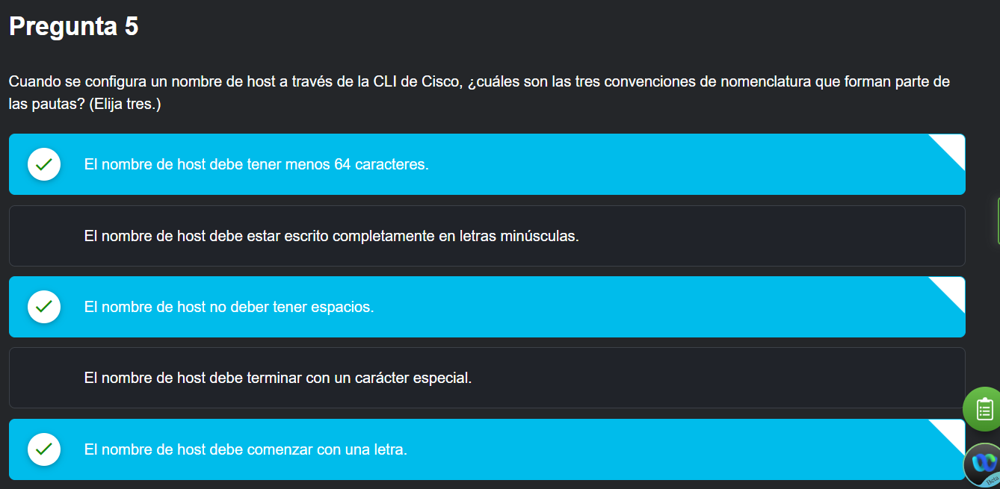 Pregunta 5
Cuando se configura un nombre de host a través de la CLI de Cisco, ¿cuáles son las tres convenciones de nomenclatura que forman parte de
las pautas? (Elija tres.)
El nombre de host debe tener menos 64 caracteres.
El nombre de host debe estar escrito completamente en letras minúsculas.
El nombre de host no deber tener espacios.
El nombre de host debe terminar con un carácter especial.
El nombre de host debe comenzar con una letra.
Beta